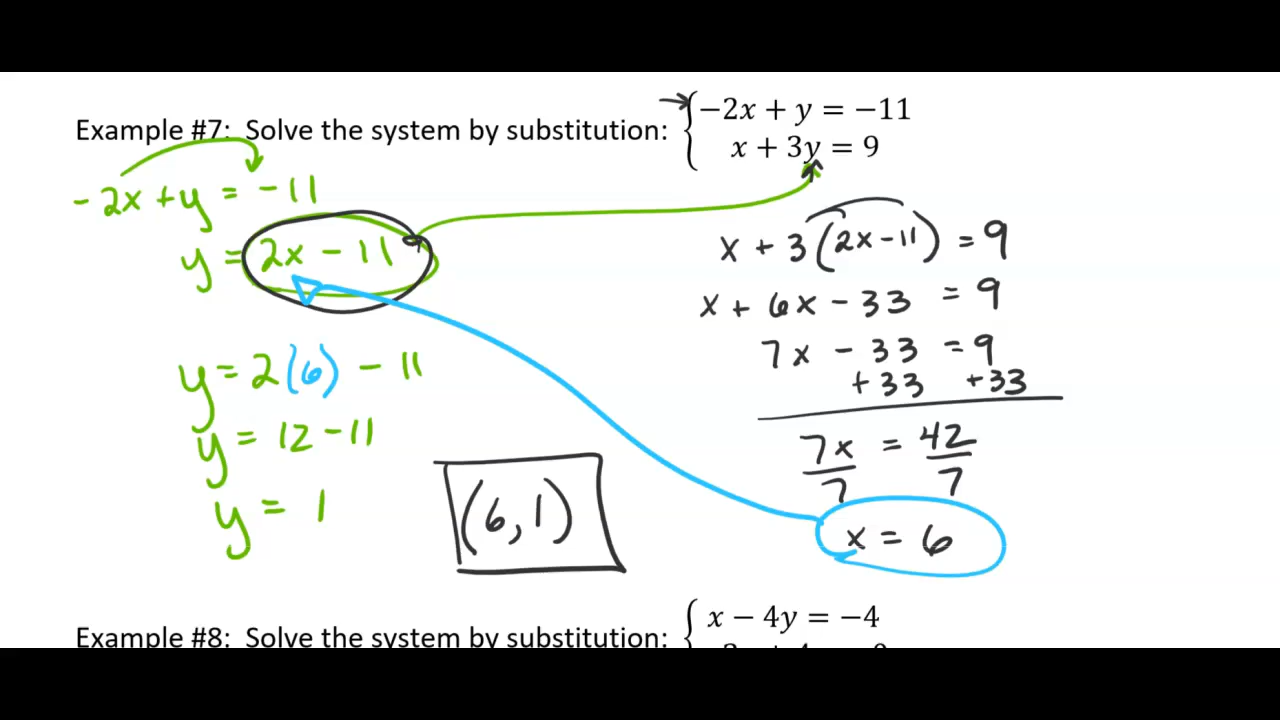 Example #7: Solve the system by substitution: { −2x + y = −11
x + 3y = 9
-2x + y = -11
y = 2x - 11
y = 2(6) - 11
y = 12 - 11
y = 1
(6, 1)
x + 3(2x - 11) = 9
x + 6x - 33 = 9
7x - 33 = 9
+33 +33
7x = 42
7 7
x = 6
Example #8: Solve the system by substitution: { x − 4y = −4